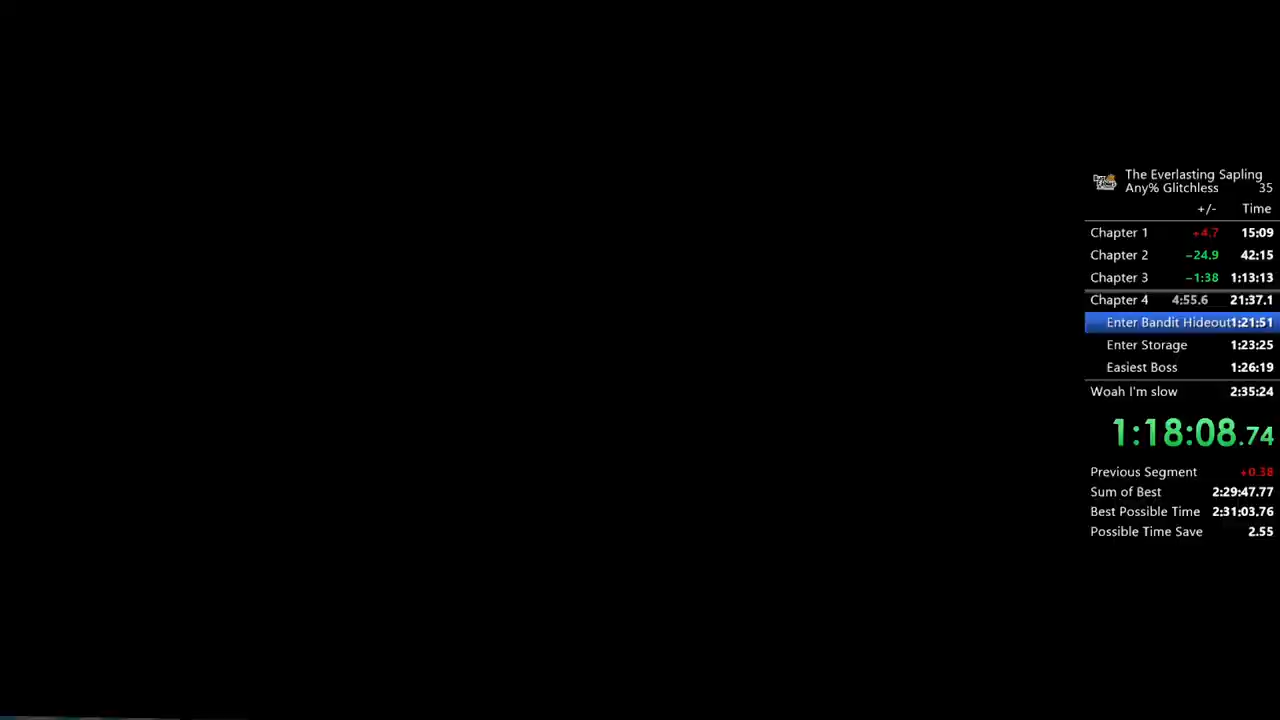 The Everlasting Sapling
Any% Glitchless 35
+/- Time
Chapter 1 +4.7 15:09
Chapter 2 −24.9 42:15
Chapter 3 −1:38 1:13:13
Chapter 4 4:55.6 21:37.1
Enter Bandit Hideout 1:21:51
Enter Storage 1:23:25
Easiest Boss 1:26:19
Woah I'm slow 2:35:24
1:18:08.74
Previous Segment +0.38
Sum of Best 2:29:47.77
Best Possible Time 2:31:03.76
Possible Time Save 2.55